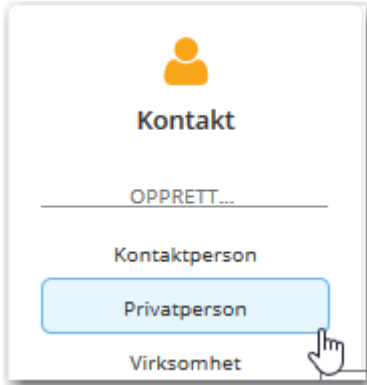 Kontakt
OPPRETT...
Kontaktperson
Privatperson
Virksomhet